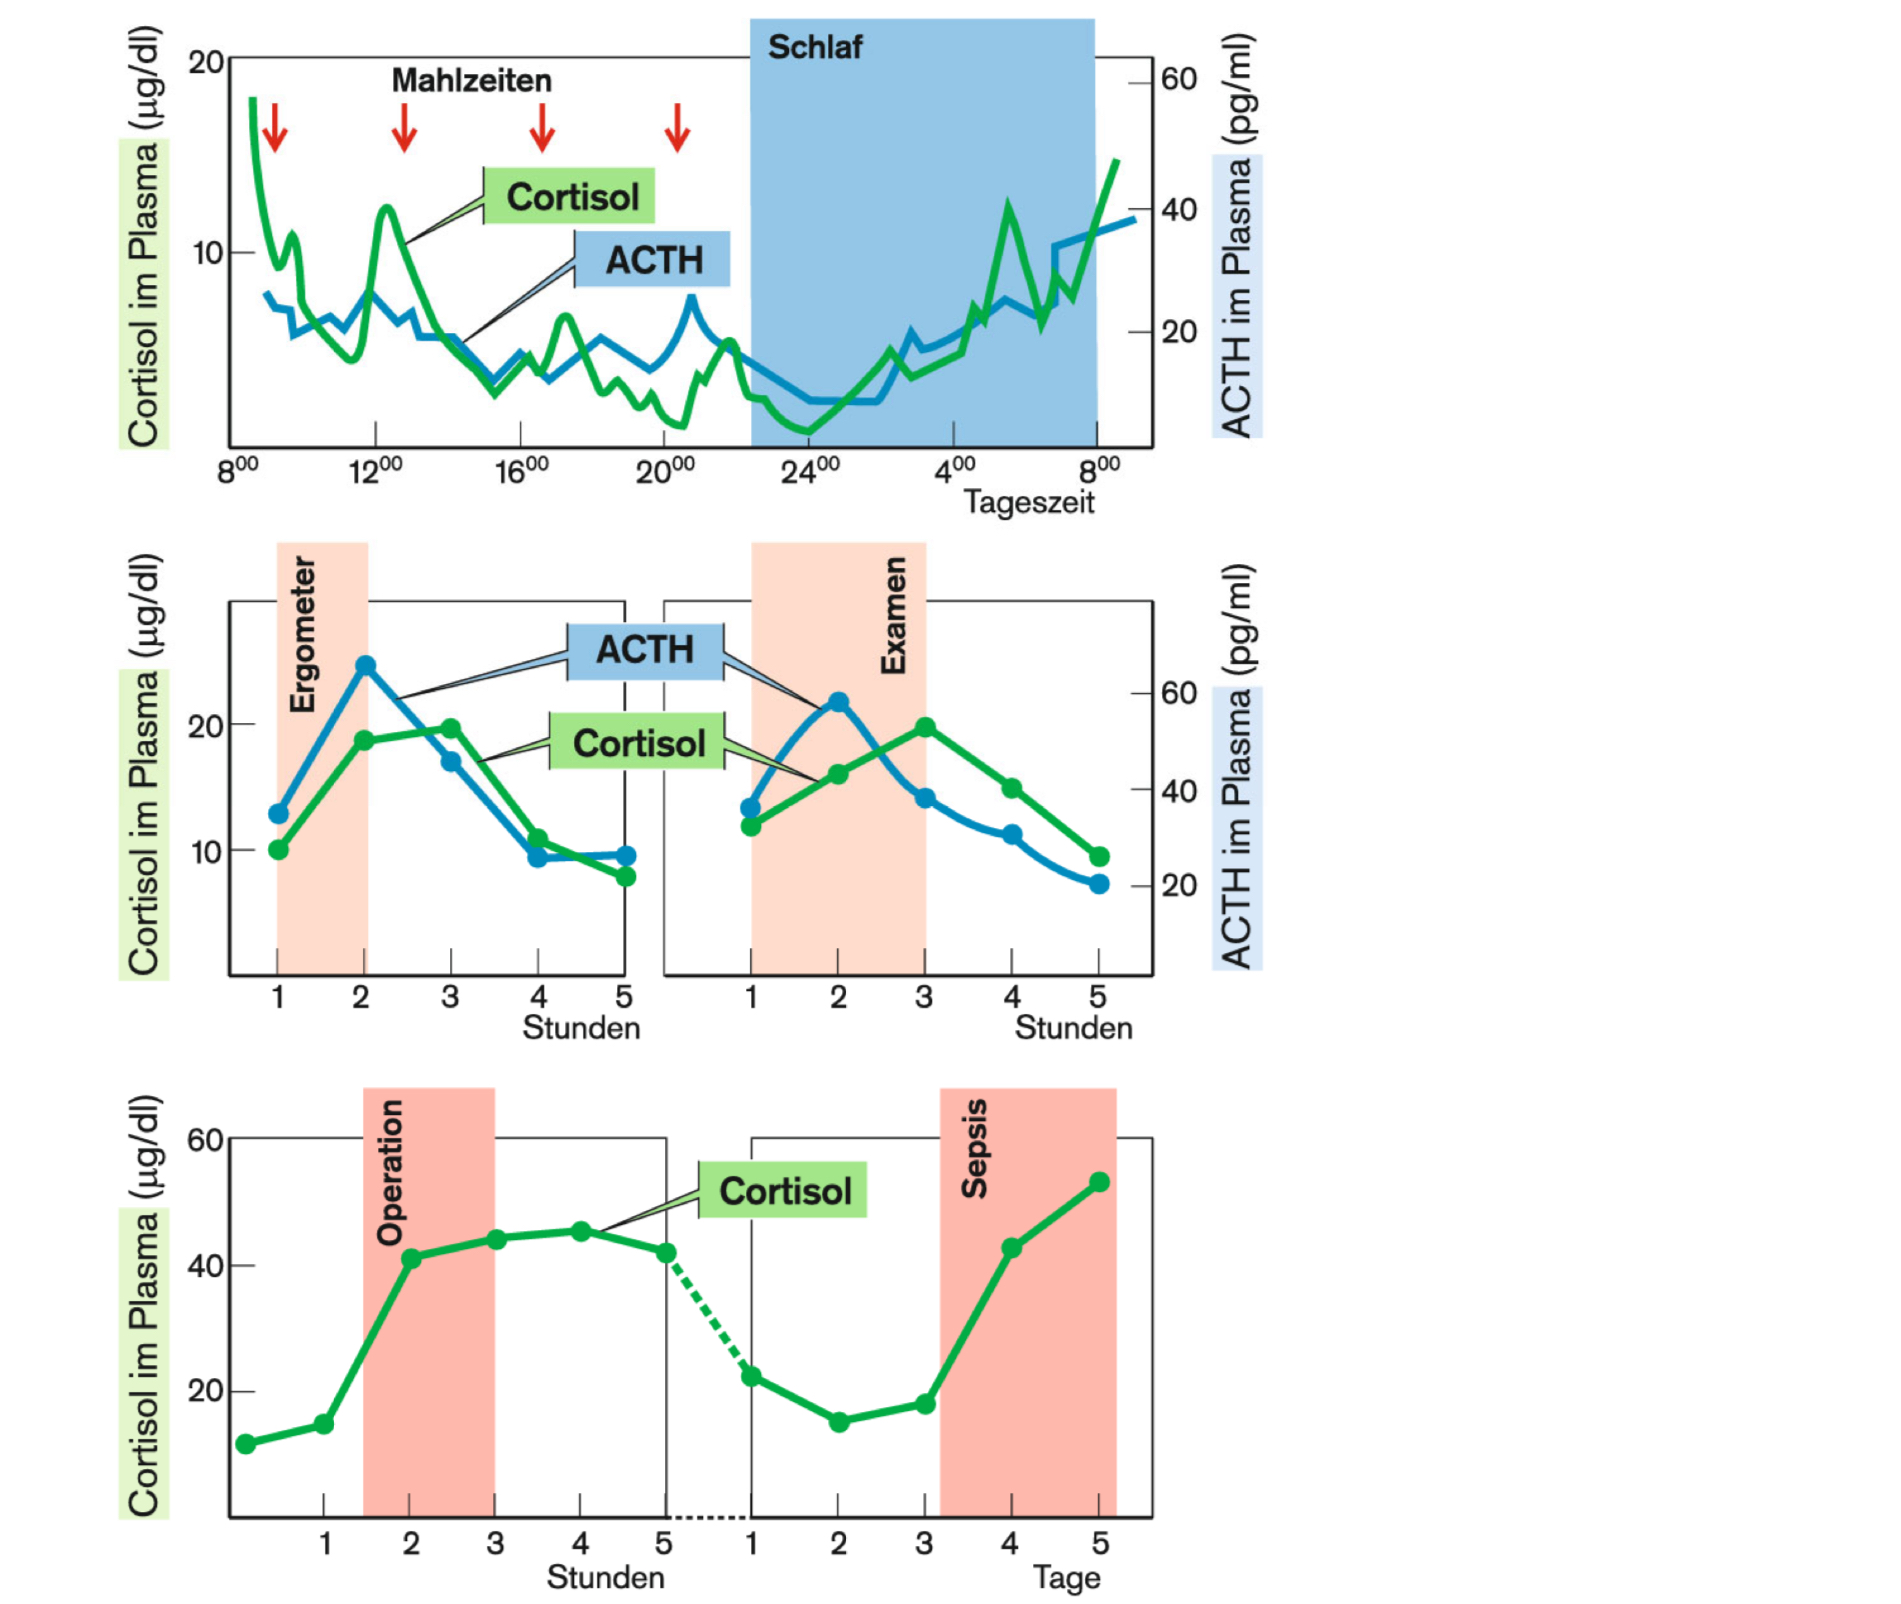 Cortisol im Plasma (µg/dl)
20
10
Mahlzeiten
Schlaf
Cortisol
ACTH
60
40
20
ACTH im Plasma (pg/ml)
8⁰⁰ 12⁰⁰ 16⁰⁰ 20⁰⁰ 24⁰⁰ 4⁰⁰ 8⁰⁰
Tageszeit
Cortisol im Plasma (µg/dl)
20
10
Ergometer
ACTH
Cortisol
Examen
60
40
20
ACTH im Plasma (pg/ml)
1 2 3 4 5
Stunden
1 2 3 4 5
Stunden
Cortisol im Plasma (µg/dl)
60
40
20
Operation
Cortisol
Sepsis
1 2 3 4 5
Stunden
1 2 3 4 5
Tage